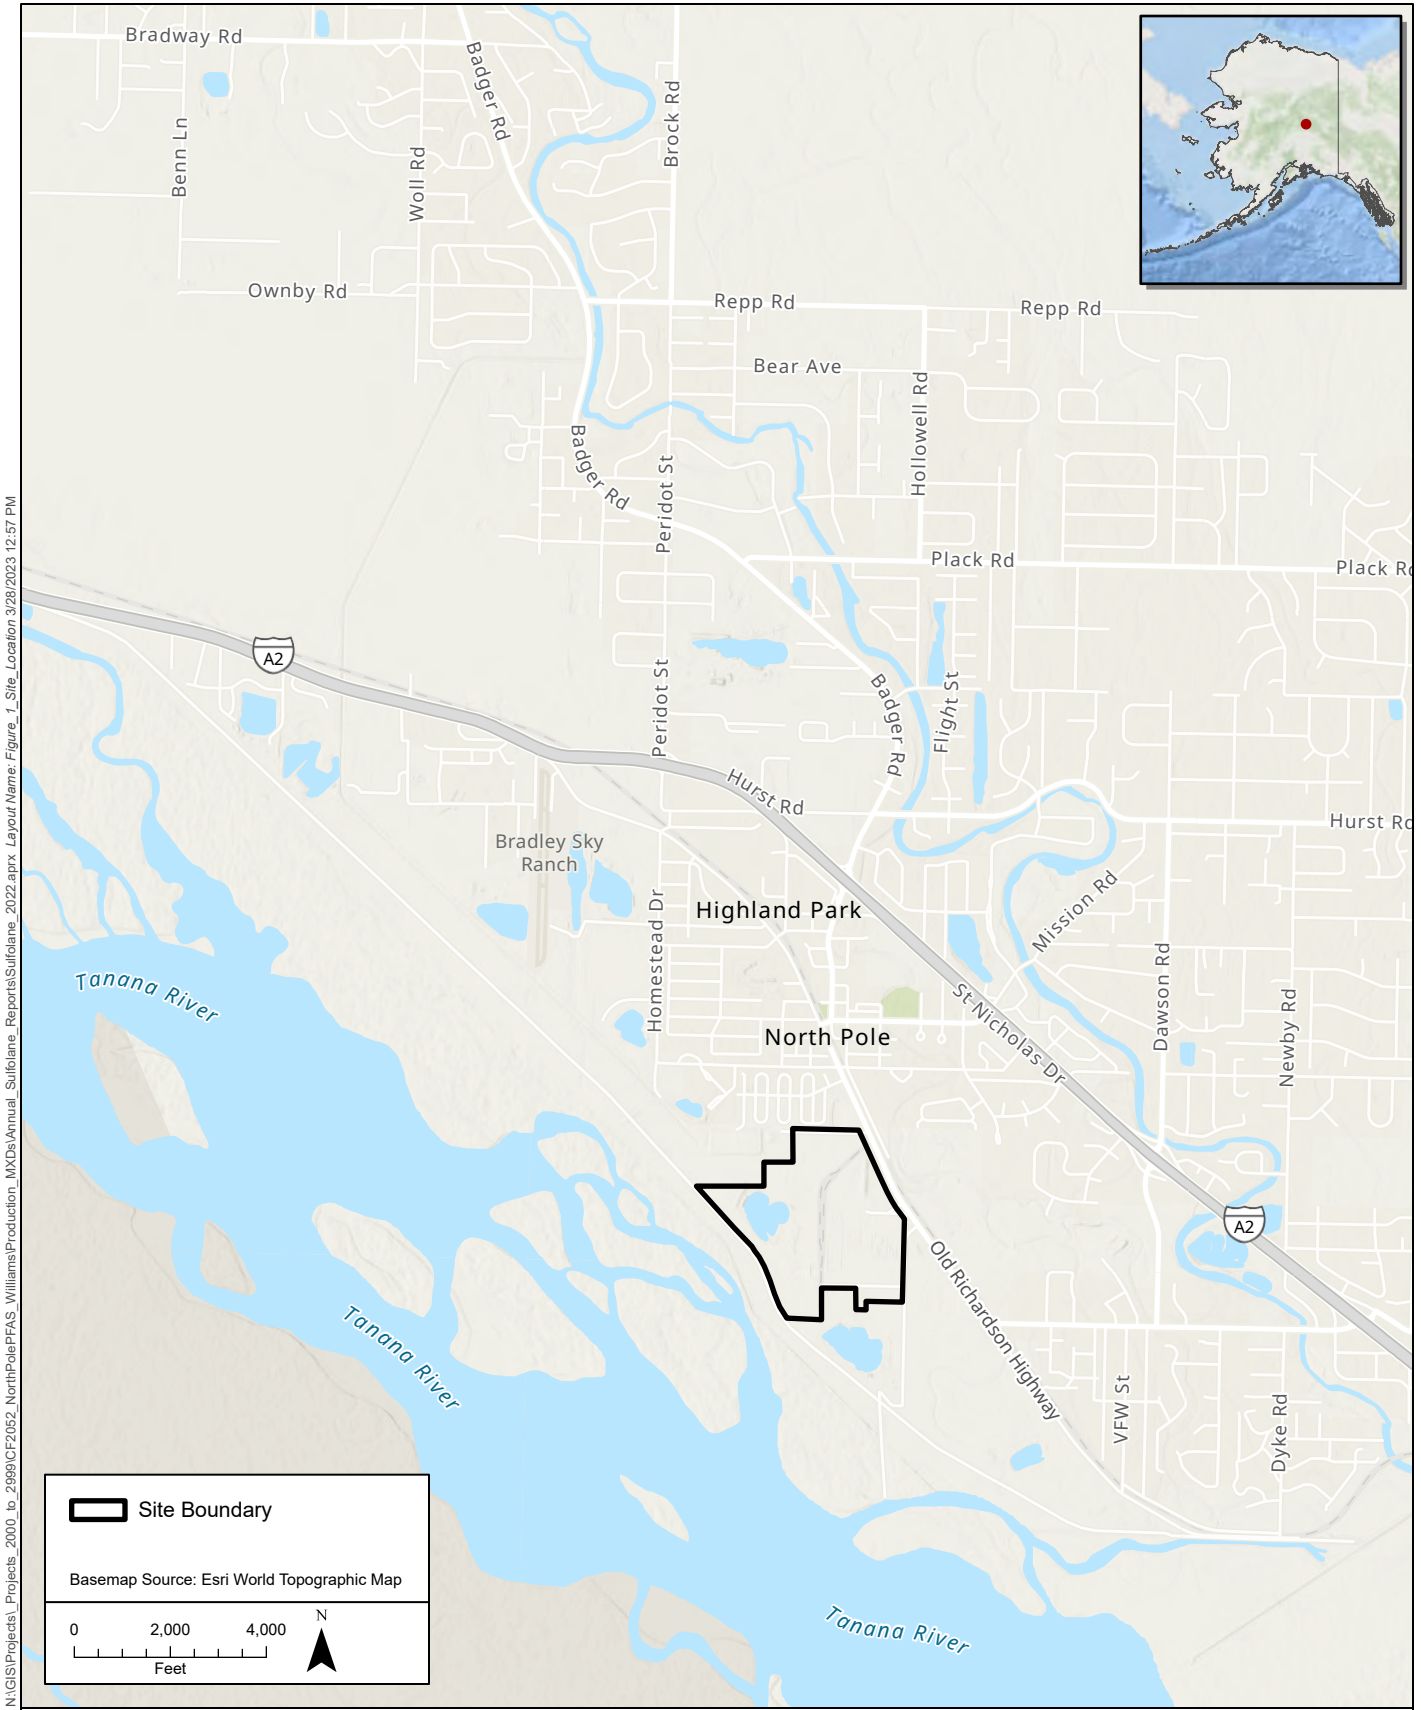 Bradway Rd
Badger Rd
Brock Rd
Benn Ln
Woll Rd
Ownby Rd
Repp Rd
Repp Rd
Bear Ave
Hollowell Rd
Badger Rd
Peridot St
Plack Rd
Plack Rd
A2
Peridot St
Badger Rd
Flight St
Hurst Rd
Hurst Rd
Bradley Sky
Ranch
Highland Park
Mission Rd
Homestead Dr
Dawson Rd
Newby Rd
Tanana River
St Nicholas Dr
North Pole
A2
Old Richardson Highway
Tanana River
VFW St
Dyke Rd
Tanana River
Site Boundary
Basemap Source: Esri World Topographic Map
0 2,000 4,000
Feet
N
N:\GIS\Projects\_Projects_2000_to_2999\CF2052_NorthPolePFAS_Williams\Production_MXDs\Annual_Sulfolane_Reports\Sulfolane_2022.aprx Layout Name: Figure_1_Site_Location 3/28/2023 12:57 PM